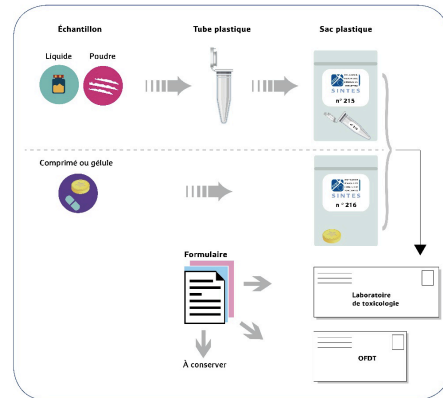 Échantillon
Tube plastique
Sac plastique
Liquide
Poudre
SINTES
n° 215
Comprimé ou gélule
SINTES
n° 216
Formulaire
Laboratoire
de toxicologie
À conserver
OFDT